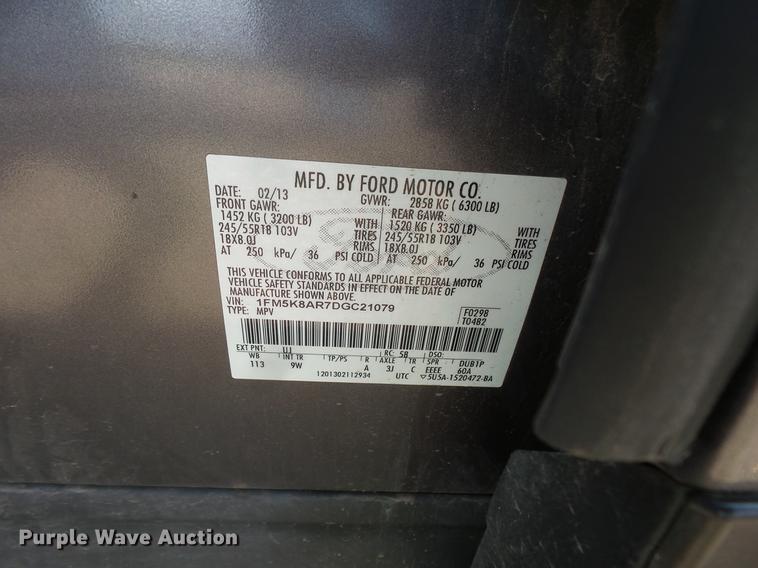 MFD. BY FORD MOTOR CO.
DATE: 02/13 GVWR: 2858 KG ( 6300 LB)
FRONT GAWR: REAR GAWR:
1452 KG ( 3200 LB) WITH 1520 KG ( 3350 LB) WITH
245/55R18 103V TIRES 245/55R18 103V TIRES
18X8.0J RIMS 18X8.0J RIMS
AT 250 kPa/ 36 PSI COLD AT 250 kPa/ 36 PSI COLD
THIS VEHICLE CONFORMS TO ALL APPLICABLE FEDERAL MOTOR
VEHICLE SAFETY STANDARDS IN EFFECT ON THE DATE OF
MANUFACTURE SHOWN ABOVE.
VIN: 1FM5K8AR7DGC21079 F0298
TYPE: MPV T0482
EXT PNT: UJ RC: 58 DSO:
WB INT TR TP/PS R AXLE TR SPR DUB1P
113 9W A 3J C EEEE 60A
1201302112934 UTC ▽5U5A-1520472-BA
Purple Wave Auction